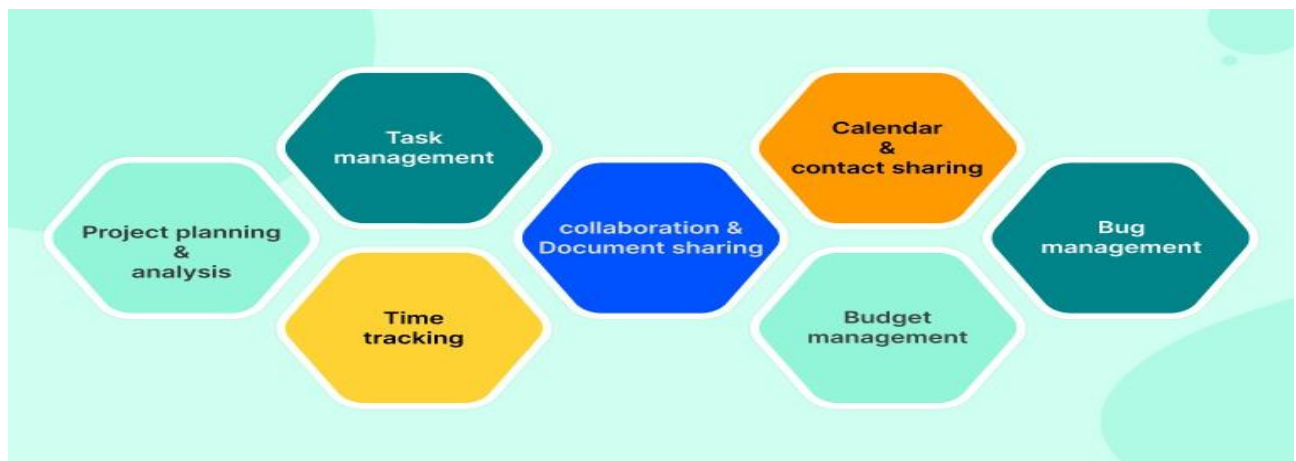 Project planning
&
analysis
Task
management
Time
tracking
collaboration &
Document sharing
Calendar
&
contact sharing
Budget
management
Bug
management